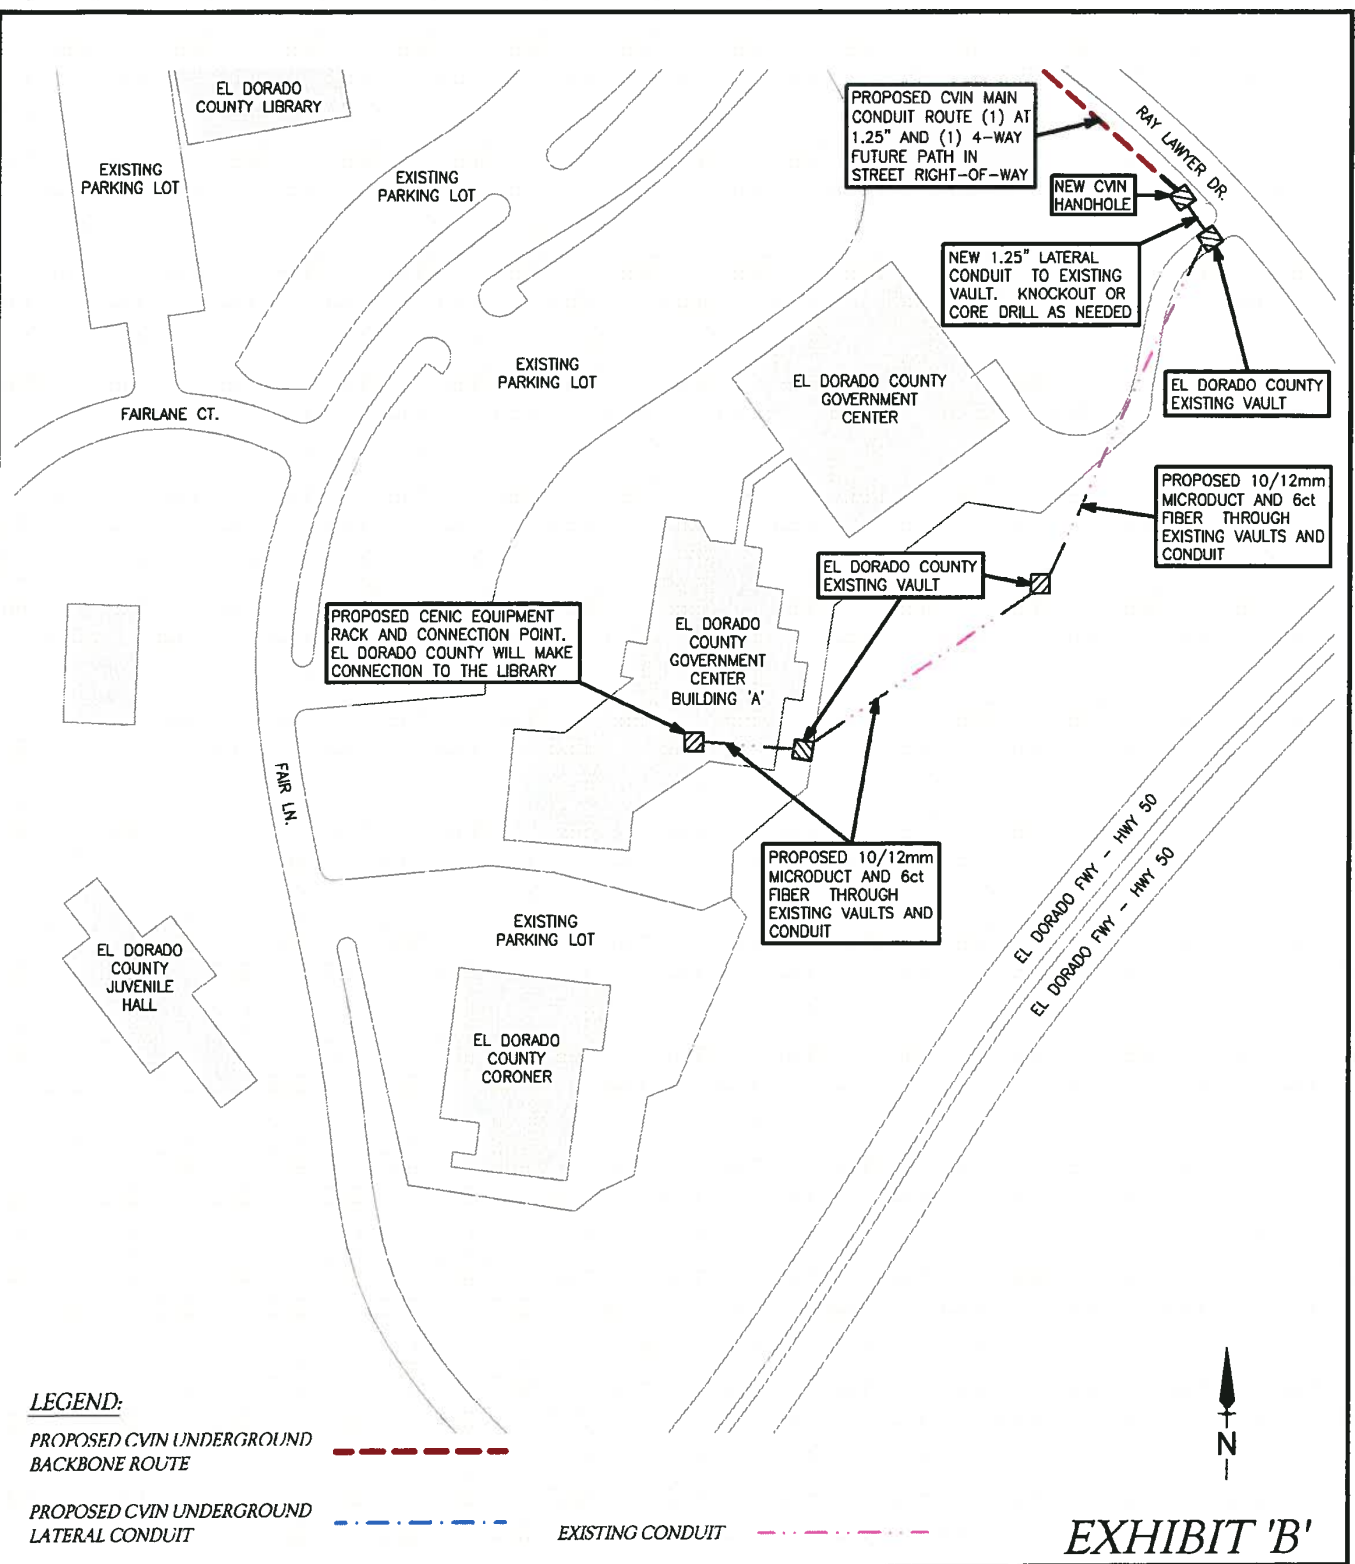 EL DORADO
COUNTY LIBRARY
EXISTING
PARKING LOT
EXISTING
PARKING LOT
PROPOSED CVIN MAIN
CONDUIT ROUTE (1) AT
1.25" AND (1) 4-WAY
FUTURE PATH IN
STREET RIGHT-OF-WAY
RAY LAWYER DR.
NEW CVIN
HANDHOLE
NEW 1.25" LATERAL
CONDUIT TO EXISTING
VAULT. KNOCKOUT OR
CORE DRILL AS NEEDED
EXISTING
PARKING LOT
EL DORADO COUNTY
GOVERNMENT
CENTER
EL DORADO COUNTY
EXISTING VAULT
FAIRLANE CT.
PROPOSED 10/12mm
MICRODUCT AND 6ct
FIBER THROUGH
EXISTING VAULTS AND
CONDUIT
EL DORADO COUNTY
EXISTING VAULT
PROPOSED CENIC EQUIPMENT
RACK AND CONNECTION POINT.
EL DORADO COUNTY WILL MAKE
CONNECTION TO THE LIBRARY
EL DORADO
COUNTY
GOVERNMENT
CENTER
BUILDING 'A'
FAIR LN.
PROPOSED 10/12mm
MICRODUCT AND 6ct
FIBER THROUGH
EXISTING VAULTS AND
CONDUIT
EL DORADO FWY - HWY 50
EL DORADO FWY - HWY 50
EXISTING
PARKING LOT
EL DORADO
COUNTY
JUVENILE
HALL
EL DORADO
COUNTY
CORONER
LEGEND:
PROPOSED CVIN UNDERGROUND
BACKBONE ROUTE
PROPOSED CVIN UNDERGROUND
LATERAL CONDUIT
EXISTING CONDUIT
N
EXHIBIT 'B'